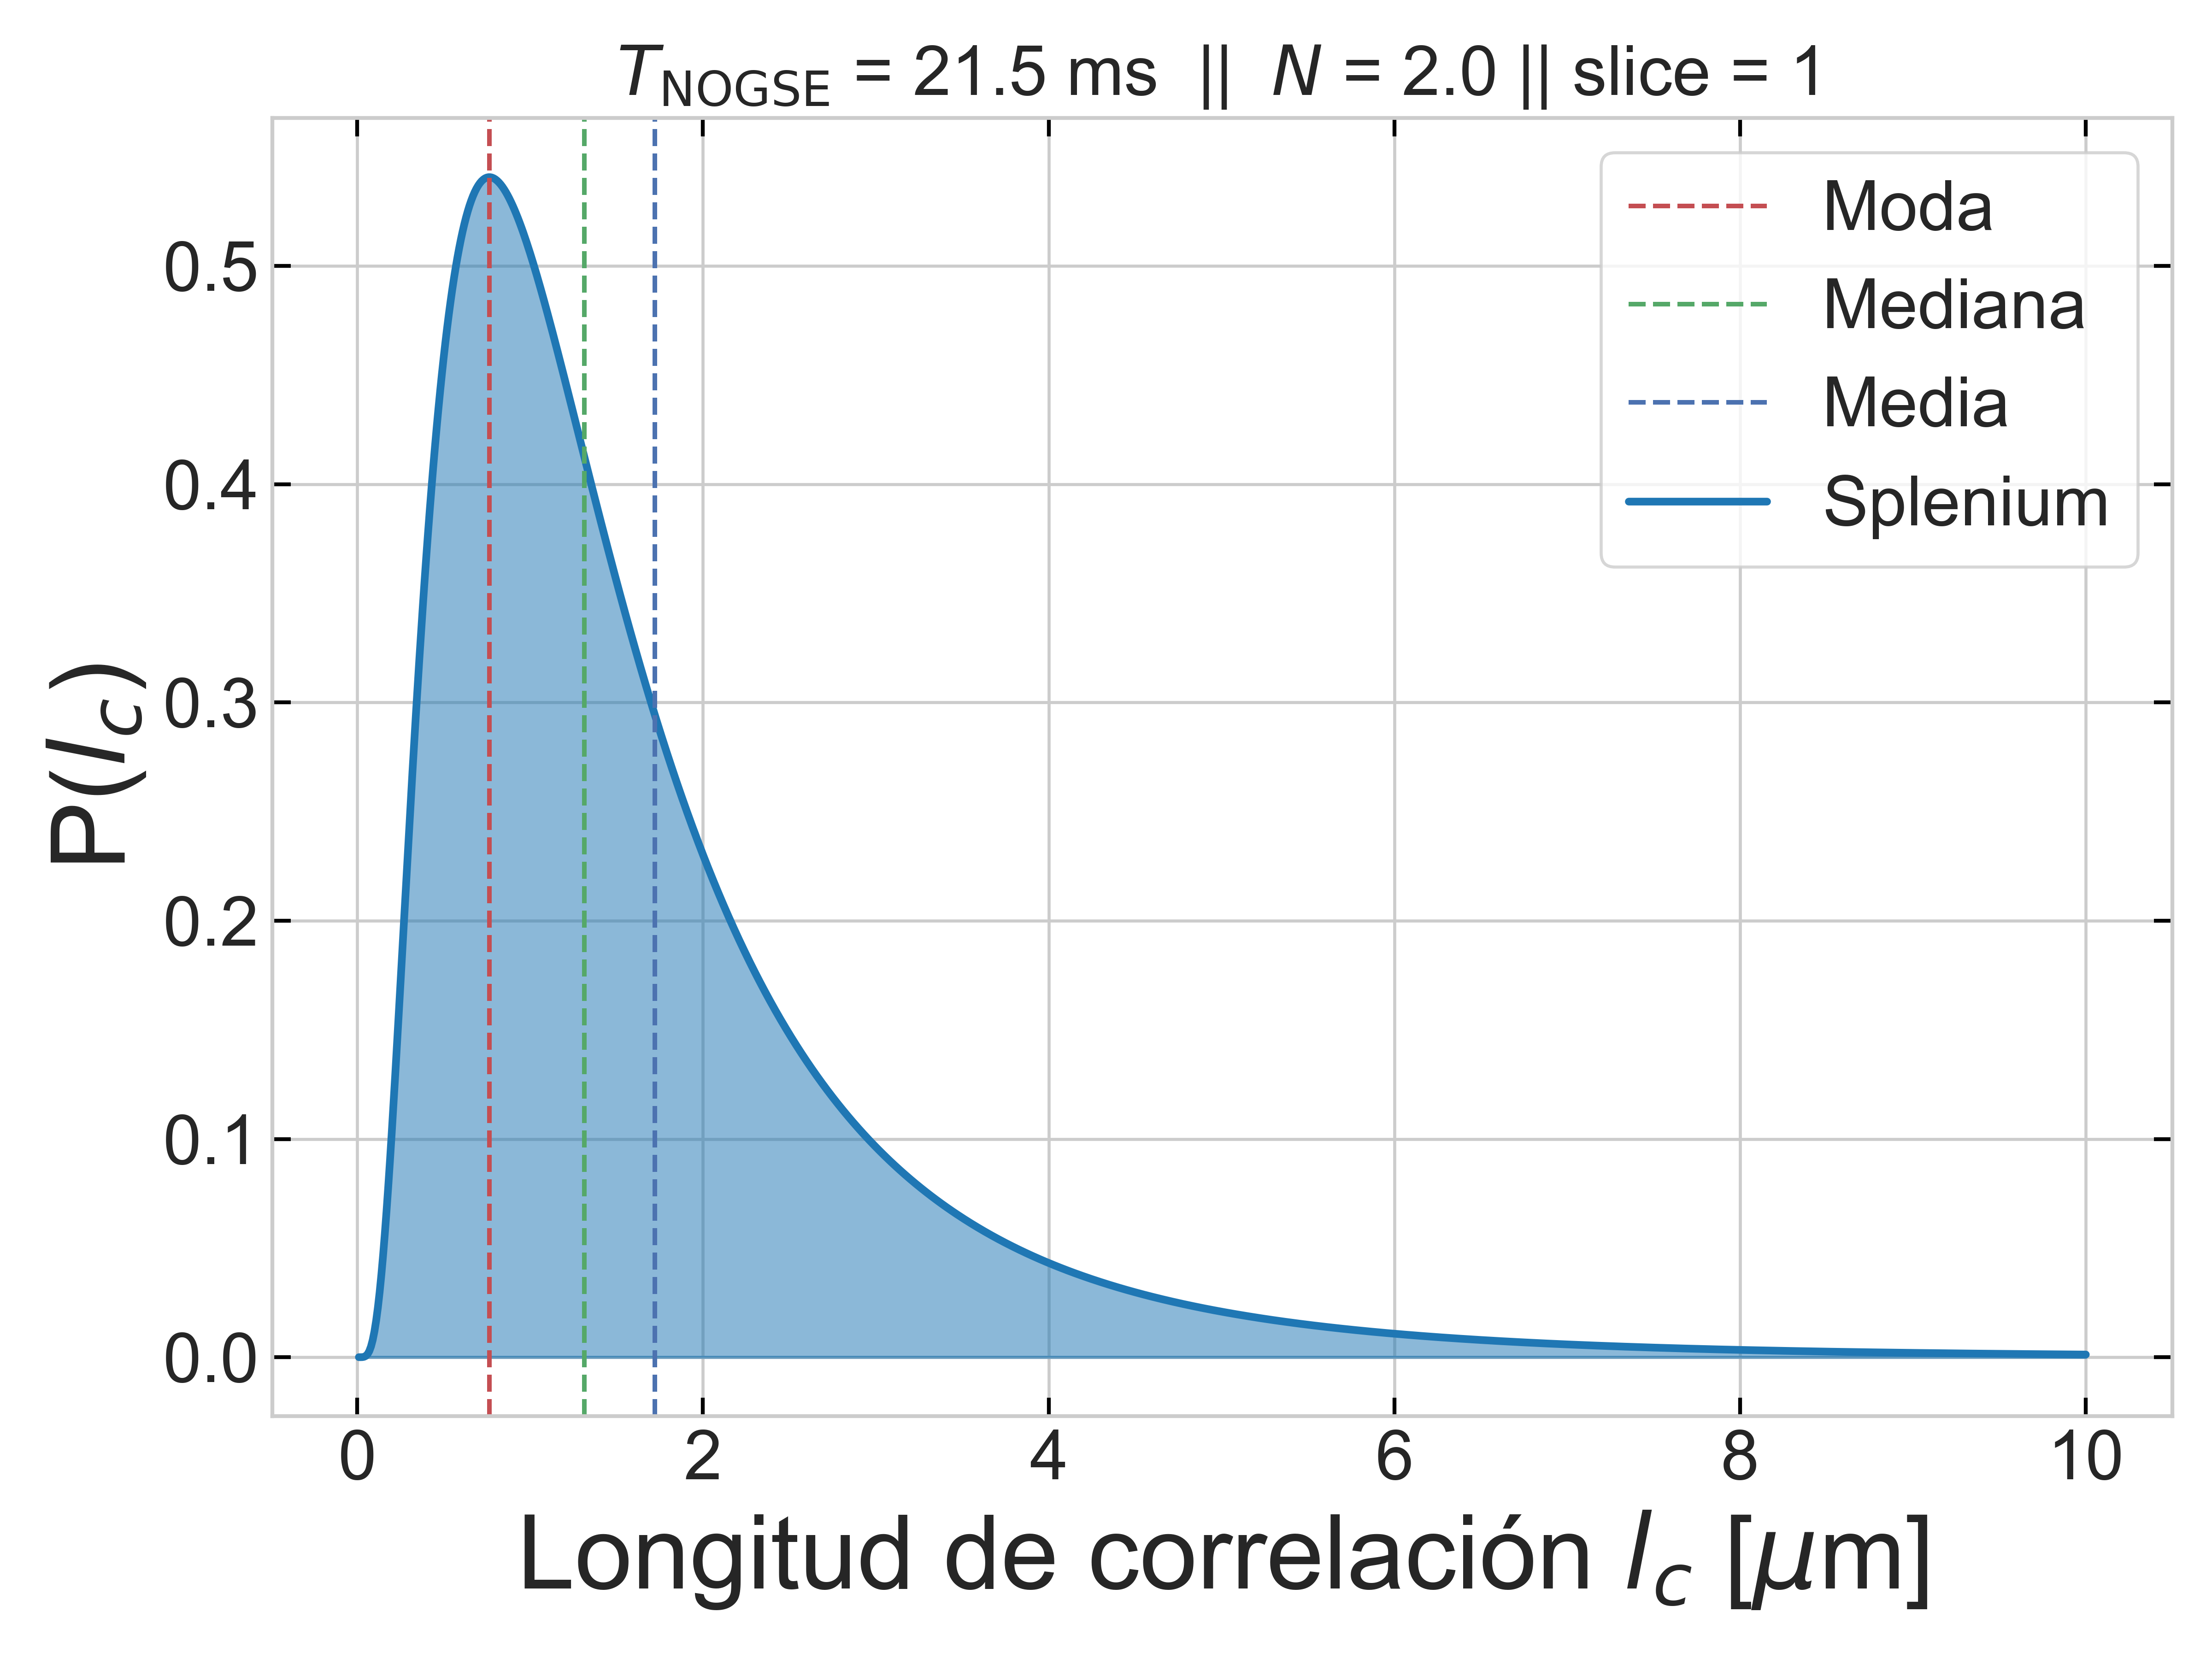 T_NOGSE = 21.5 ms || N = 2.0 || slice = 1
Moda
Mediana
Media
Splenium
P(l_c)
0.5
0.4
0.3
0.2
0.1
0.0
0 2 4 6 8 10
Longitud de correlación l_c [μm]